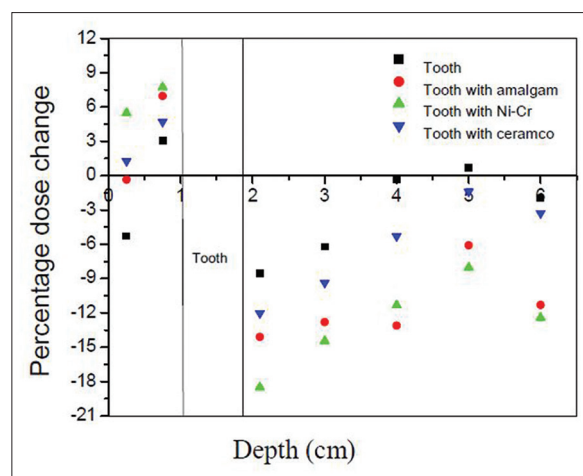 12
9
6
3
0
-3
-6
-9
-12
-15
-18
-21
0 1 2 3 4 5 6
Percentage dose change
Depth (cm)
Tooth
Tooth
Tooth with amalgam
Tooth with Ni-Cr
Tooth with ceramco